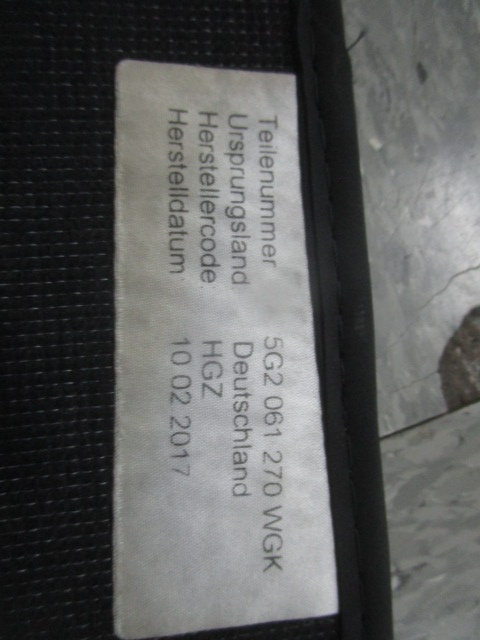 Teilenummer 5G2 061 270 WGK
Ursprungsland Deutschland
Herstellercode HGZ
Herstelldatum 10 02 2017